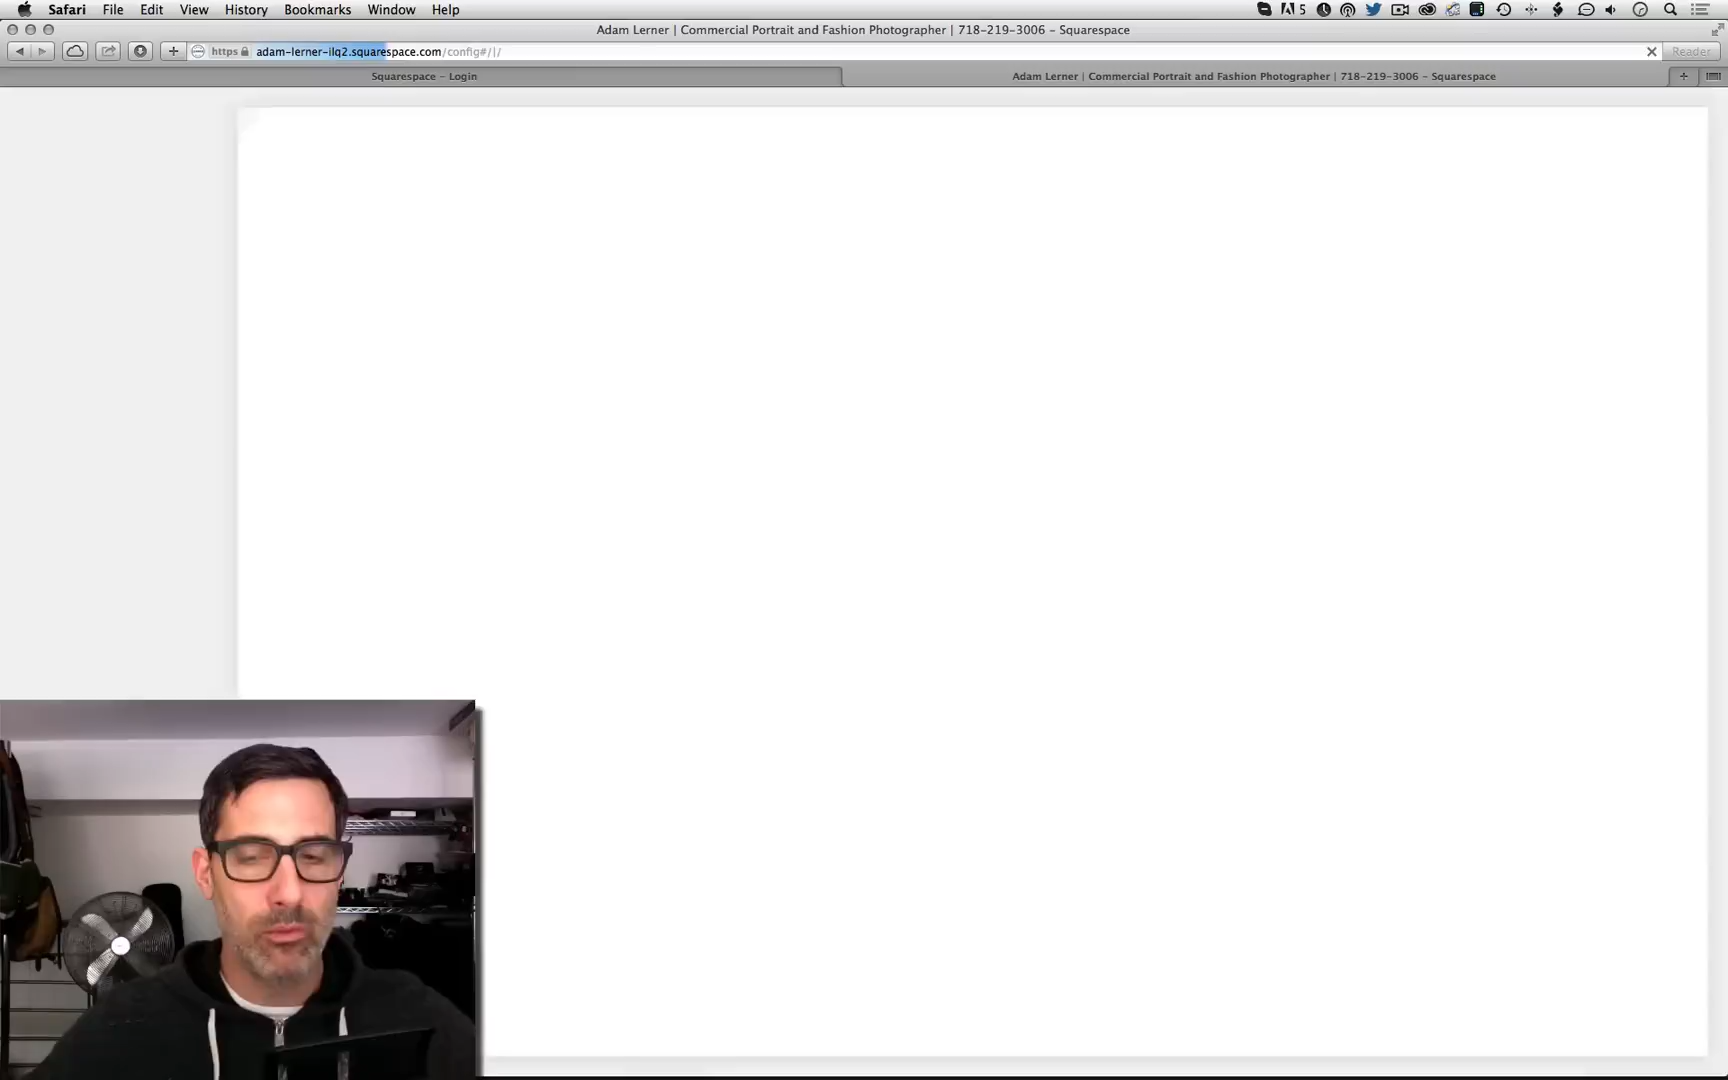 Safari File Edit View History Bookmarks Window Help 5
Adam Lerner | Commercial Portrait and Fashion Photographer | 718-219-3006 - Squarespace
https adam-lerner-ilq2.squarespace.com/config#/|/ Reader
Squarespace - Login Adam Lerner | Commercial Portrait and Fashion Photographer | 718-219-3006 - Squarespace